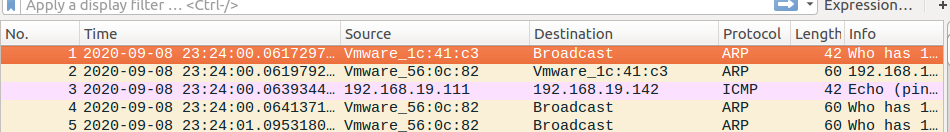 Apply a display filter ... <Ctrl-/> Expression… +
No. Time Source Destination Protocol Length Info
1 2020-09-08 23:24:00.0617297… Vmware_1c:41:c3 Broadcast ARP 42 Who has 1…
2 2020-09-08 23:24:00.0619792… Vmware_56:0c:82 Vmware_1c:41:c3 ARP 60 192.168.1…
3 2020-09-08 23:24:00.0639344… 192.168.19.111 192.168.19.142 ICMP 42 Echo (pin…
4 2020-09-08 23:24:00.0641371… Vmware_56:0c:82 Broadcast ARP 60 Who has 1…
5 2020-09-08 23:24:01.0953180… Vmware_56:0c:82 Broadcast ARP 60 Who has 1…